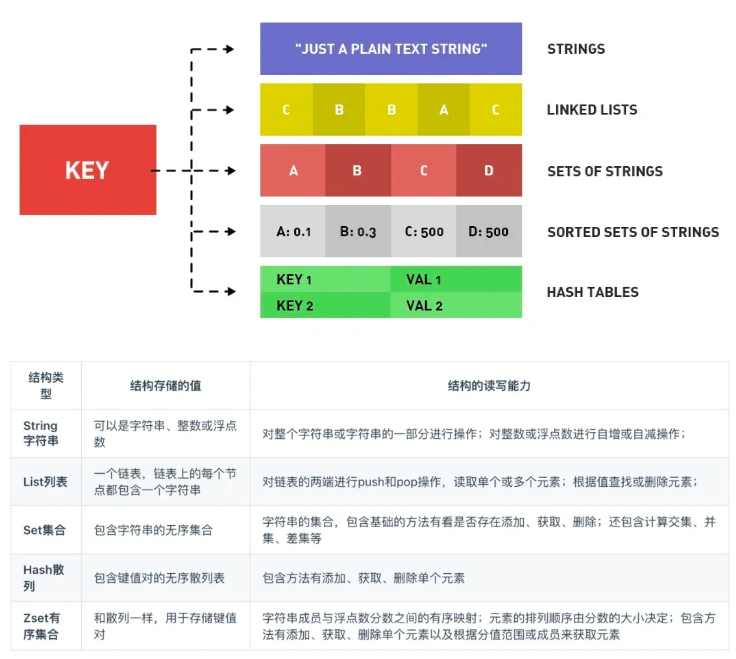 "JUST A PLAIN TEXT STRING"
STRINGS
C B B A C
LINKED LISTS
KEY
A B C D
SETS OF STRINGS
A: 0.1 B: 0.3 C: 500 D: 500
SORTED SETS OF STRINGS
KEY 1 VAL 1
KEY 2 VAL 2
HASH TABLES
结构类
型
结构存储的值
结构的读写能力
String
字符串
可以是字符串、整数或浮点
数
对整个字符串或字符串的一部分进行操作；对整数或浮点数进行自增或自减操作；
List列表
一个链表，链表上的每个节
点都包含一个字符串
对链表的两端进行push和pop操作，读取单个或多个元素；根据值查找或删除元素；
Set集合
包含字符串的无序集合
字符串的集合，包含基础的方法有看是否存在添加、获取、删除；还包含计算交集、并
集、差集等
Hash散
列
包含键值对的无序散列表
包含方法有添加、获取、删除单个元素
Zset有
序集合
和散列一样，用于存储键值
对
字符串成员与浮点数分数之间的有序映射；元素的排列顺序由分数的大小决定；包含方
法有添加、获取、删除单个元素以及根据分值范围或成员来获取元素